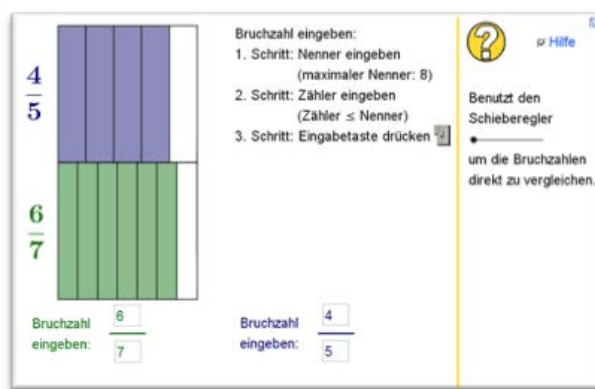 4
5
6
7
Bruchzahl eingeben:
1. Schritt: Nenner eingeben
(maximaler Nenner: 8)
2. Schritt: Zähler eingeben
(Zähler ≤ Nenner)
3. Schritt: Eingabetaste drücken
Hilfe
Benutzt den
Schieberegler
um die Bruchzahlen
direkt zu vergleichen.
Bruchzahl
eingeben:
6
7
Bruchzahl
eingeben:
4
5